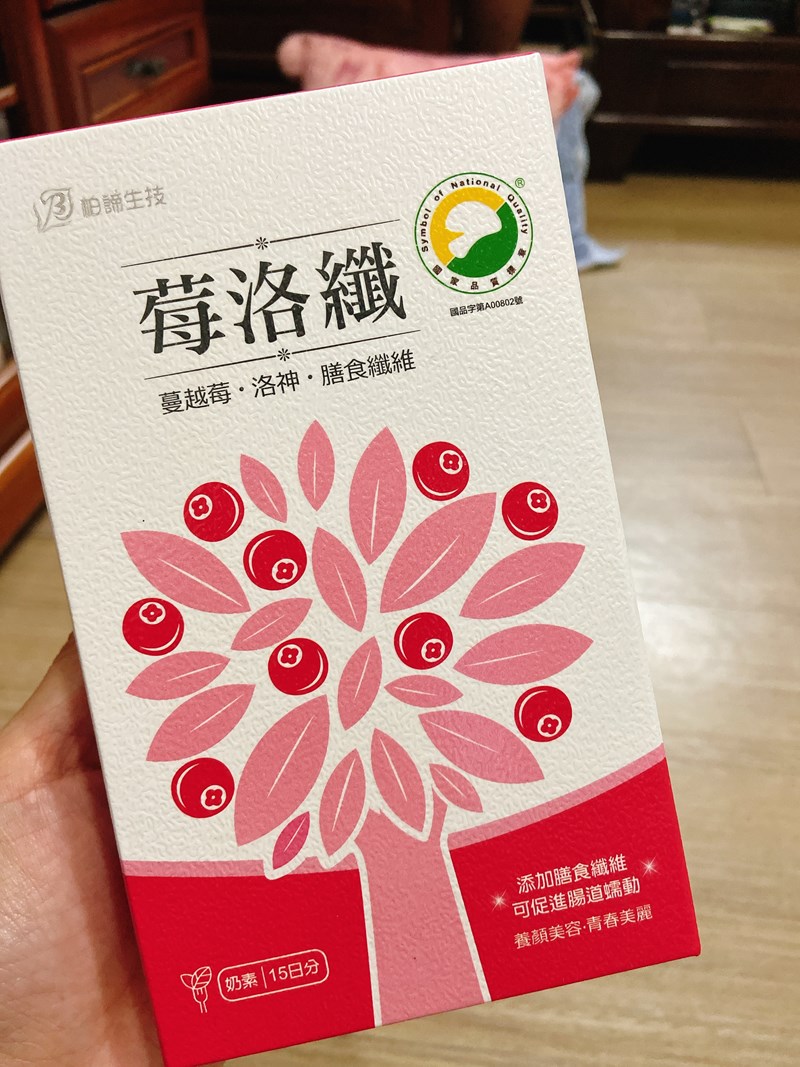 柏諦生技
Symbol of National Quality
®
國家品質標章
國品字第A00802號
莓洛纖
蔓越莓·洛神·膳食纖維
添加膳食纖維
可促進腸道蠕動
養顏美容·青春美麗
奶素|15日分